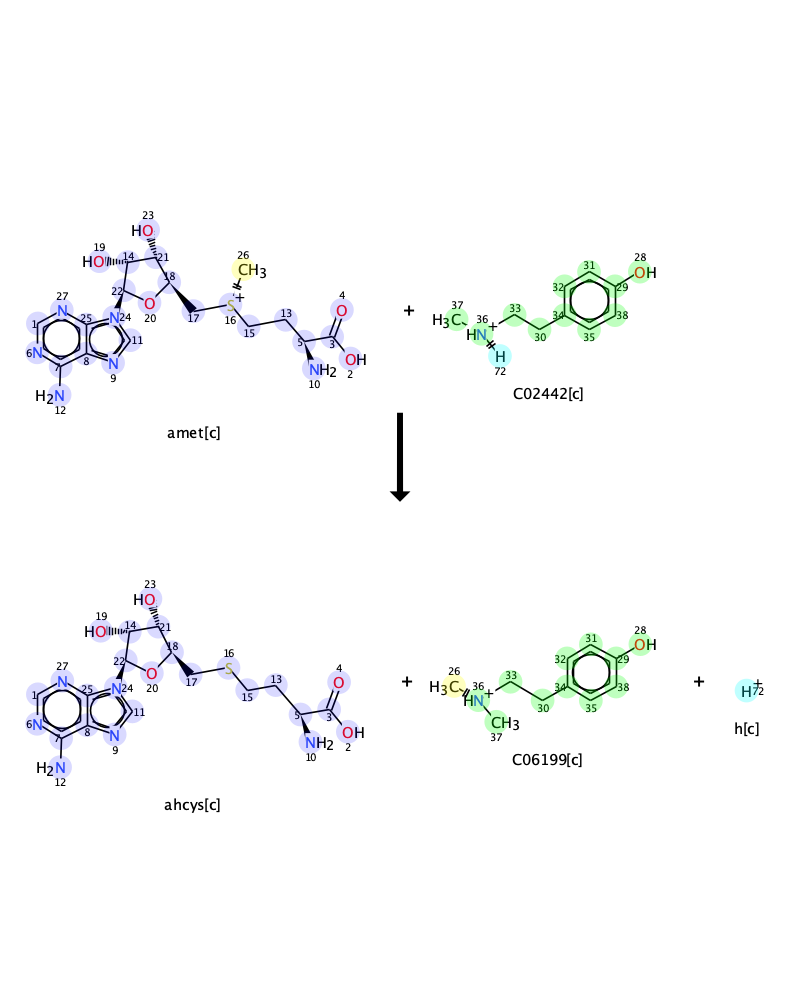 23
HO
19
HO
14
21
26
CH3
18
27
22
N
24
O
20
S+
16
17
13
4
O
15
5
3
OH
2
NH2
10
1
N
25
6
N
7
8
N
9
11
H2N
12
amet[c]
+
28
OH
31
32
29
37
H3C
36
HN+
33
34
38
30
35
H
72
C02442[c]
23
HO
19
HO
14
21
18
16
S
27
22
N
24
O
20
17
13
4
O
15
5
3
OH
2
NH2
10
1
N
25
6
N
7
8
N
9
11
H2N
12
ahcys[c]
+
28
OH
31
32
29
26
H3C
36
HN+
33
34
38
30
35
CH3
37
C06199[c]
+
H+
72
h[c]